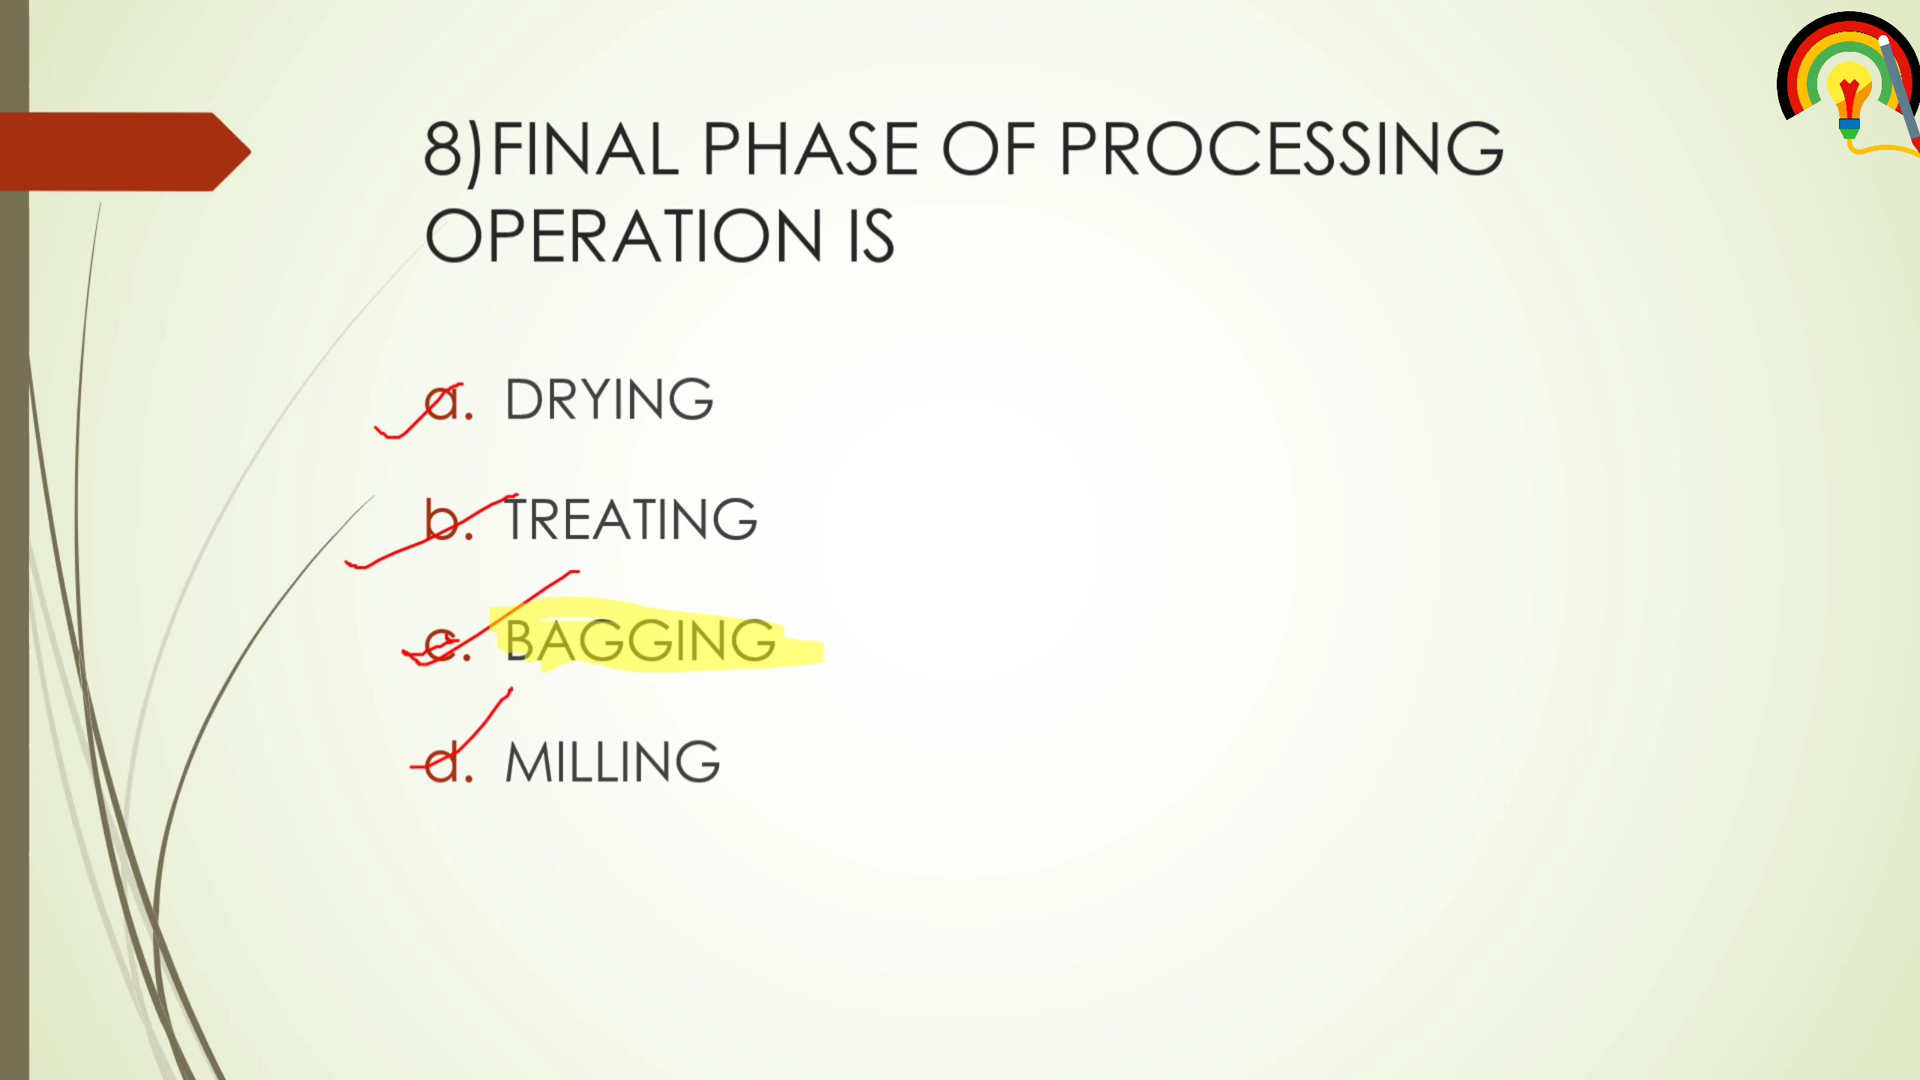 8)FINAL PHASE OF PROCESSING
OPERATION IS
a. DRYING
b. TREATING
c. BAGGING
d. MILLING